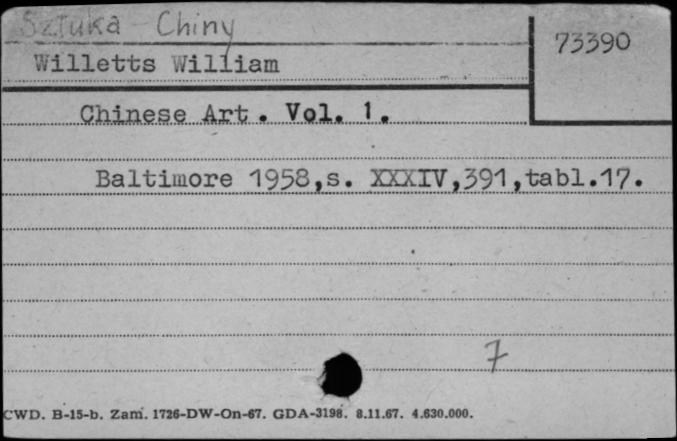 Sztuka - Chiny
73390
Willetts William
Chinese Art. Vol. 1.
Baltimore 1958,s. XXXIV,391,tabl.17.
7
CWD. B-15-b. Zam. 1726-DW-On-67. GDA-3198. 8.11.67. 4.630.000.